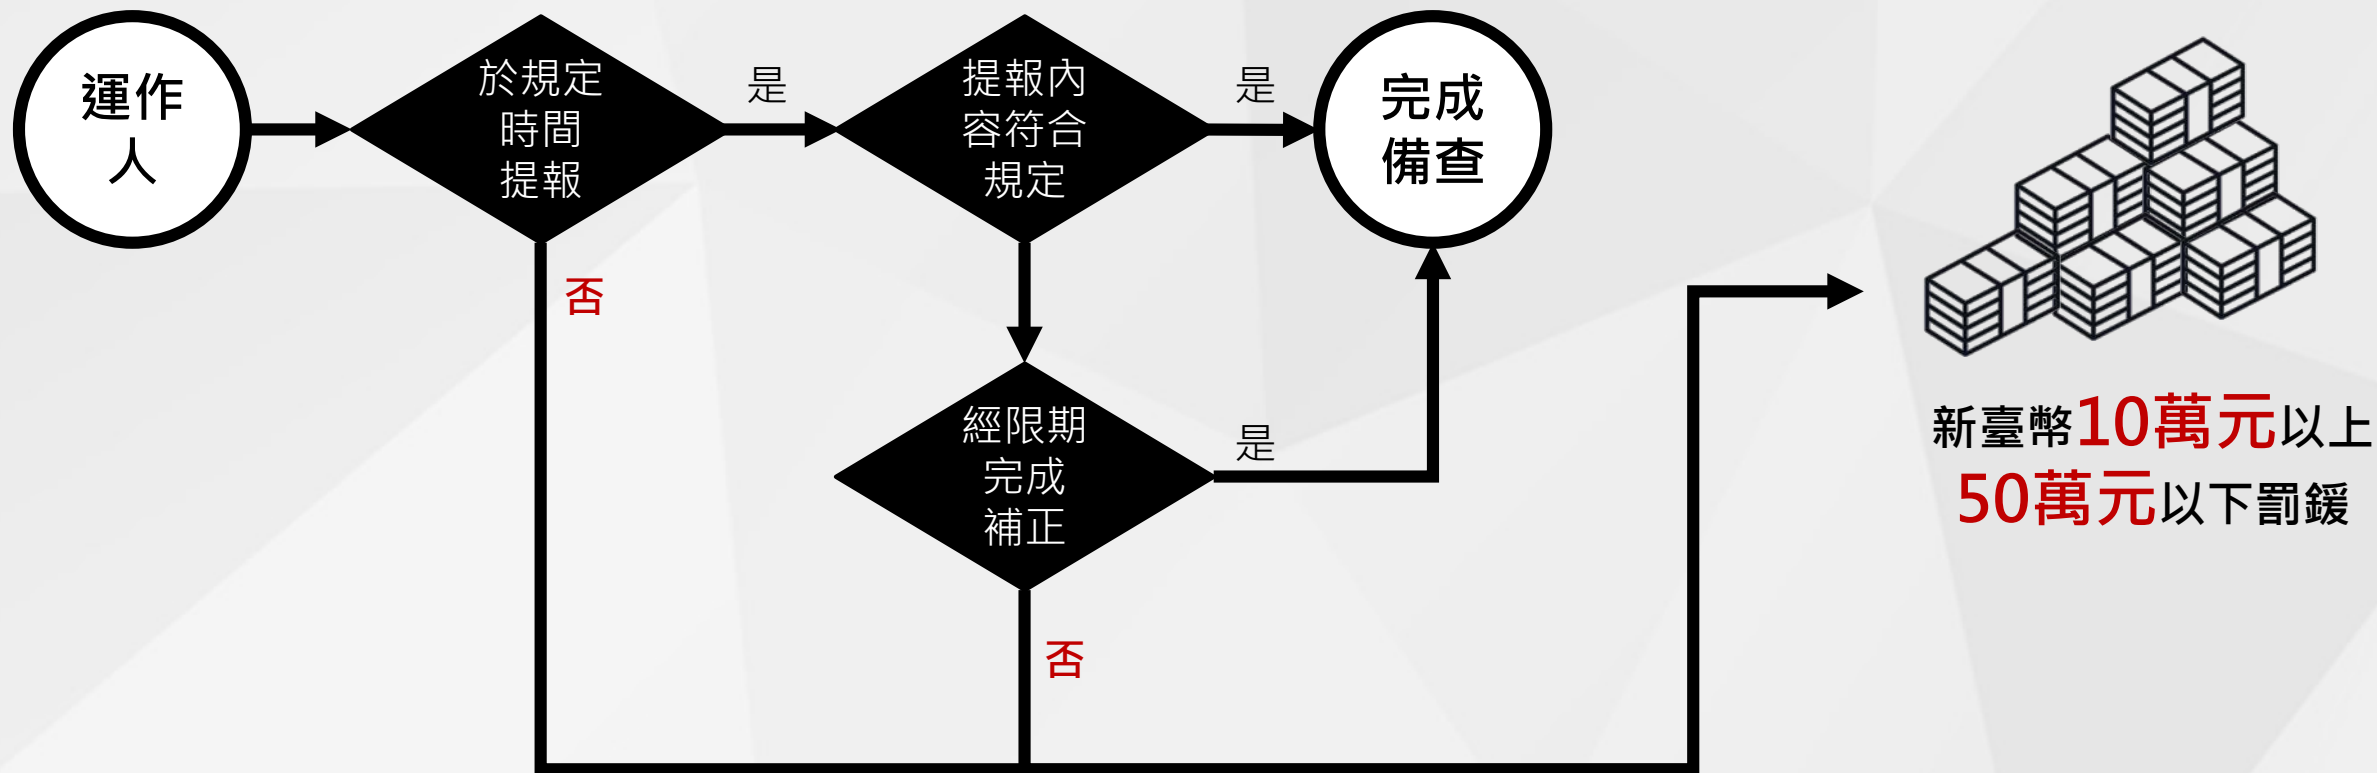 運作
人
於規定
時間
提報
是
提報內
容符合
規定
是
完成
備查
否
經限期
完成
補正
是
否
新臺幣10萬元以上
50萬元以下罰鍰